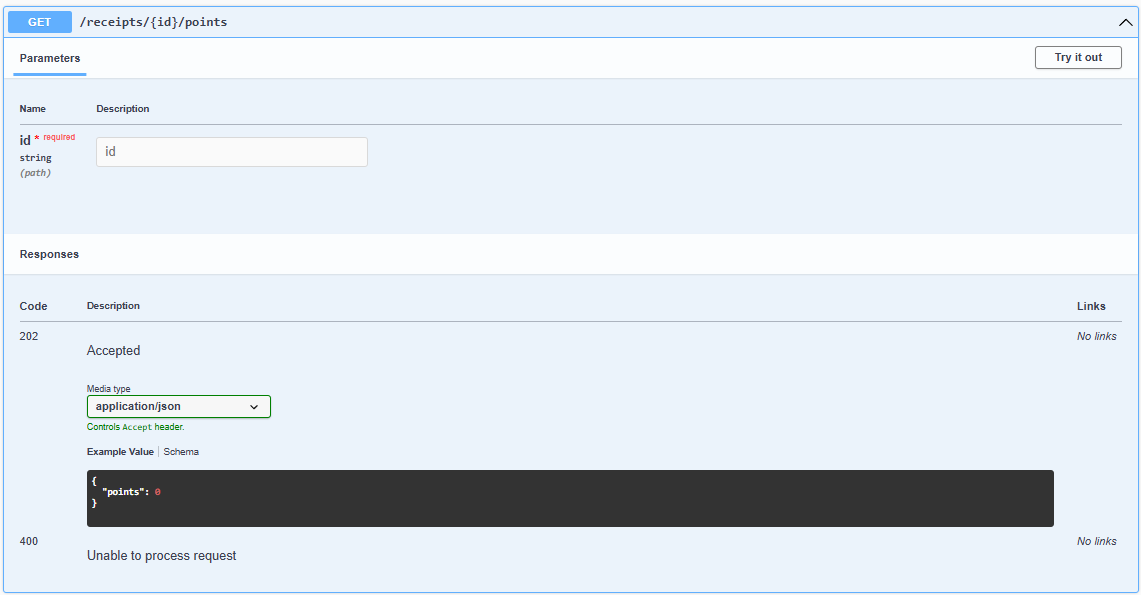 GET /receipts/{id}/points
Parameters
Try it out
Name Description
id * required
string
(path)
id
Responses
Code Description Links
202
Accepted
No links
Media type
application/json
Controls Accept header.
Example Value Schema
{
"points": 0
}
400
Unable to process request
No links